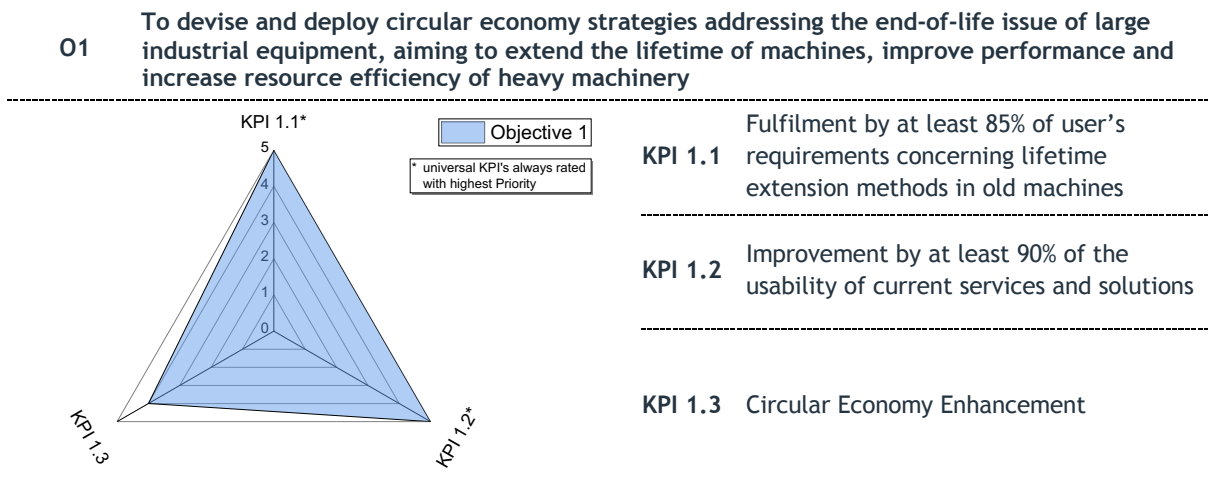 O1
To devise and deploy circular economy strategies addressing the end-of-life issue of large
industrial equipment, aiming to extend the lifetime of machines, improve performance and
increase resource efficiency of heavy machinery
KPI 1.1*
Objective 1
* universal KPI's always rated
with highest Priority
5
4
3
2
1
0
KPI 1.3
KPI 1.2*
KPI 1.1
Fulfilment by at least 85% of user’s
requirements concerning lifetime
extension methods in old machines
KPI 1.2
Improvement by at least 90% of the
usability of current services and solutions
KPI 1.3
Circular Economy Enhancement